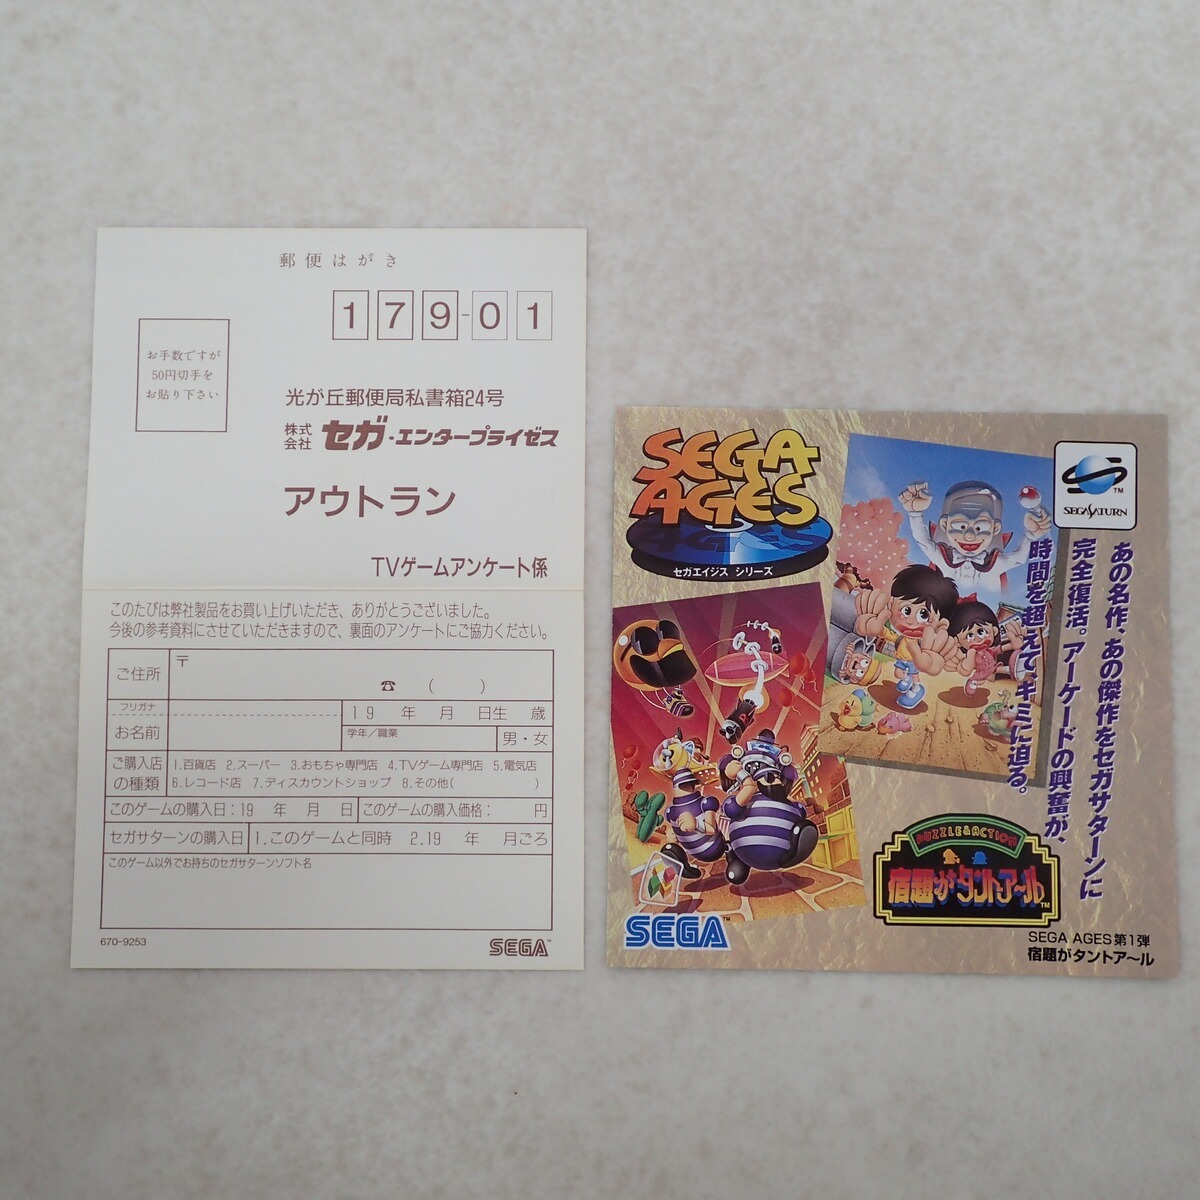 郵便はがき
179-01
お手数ですが
50円切手を
お貼り下さい
光が丘郵便局私書箱24号
株式会社 セガ・エンタープライゼス
アウトラン
TVゲームアンケート係
このたびは弊社製品をお買い上げいただき、ありがとうございました。
今後の参考資料にさせていただきますので、裏面のアンケートにご協力ください。
ご住所 〒
☎ ( )
フリガナ
お名前
19 年 月 日生 歳
学年／職業
男・女
ご購入店の種類
1.百貨店 2.スーパー 3.おもちゃ専門店 4.TVゲーム専門店 5.電気店
6.レコード店 7.ディスカウントショップ 8.その他( )
このゲームの購入日:19 年 月 日 このゲームの購入価格: 円
セガサターンの購入日 1.このゲームと同時 2.19 年 月ごろ
このゲーム以外でお持ちのセガサターンソフト名
670-9253
SEGA™
SEGA
AGES
AGES
セガエイジス シリーズ
™
SEGASATURN
あの名作、あの傑作をセガサターンに
完全復活。アーケードの興奮が、
時間を超えてキミに迫る。
PUZZLE&ACTION
宿題がタントアール™
SEGA™
SEGA AGES 第1弾
宿題がタントア～ル